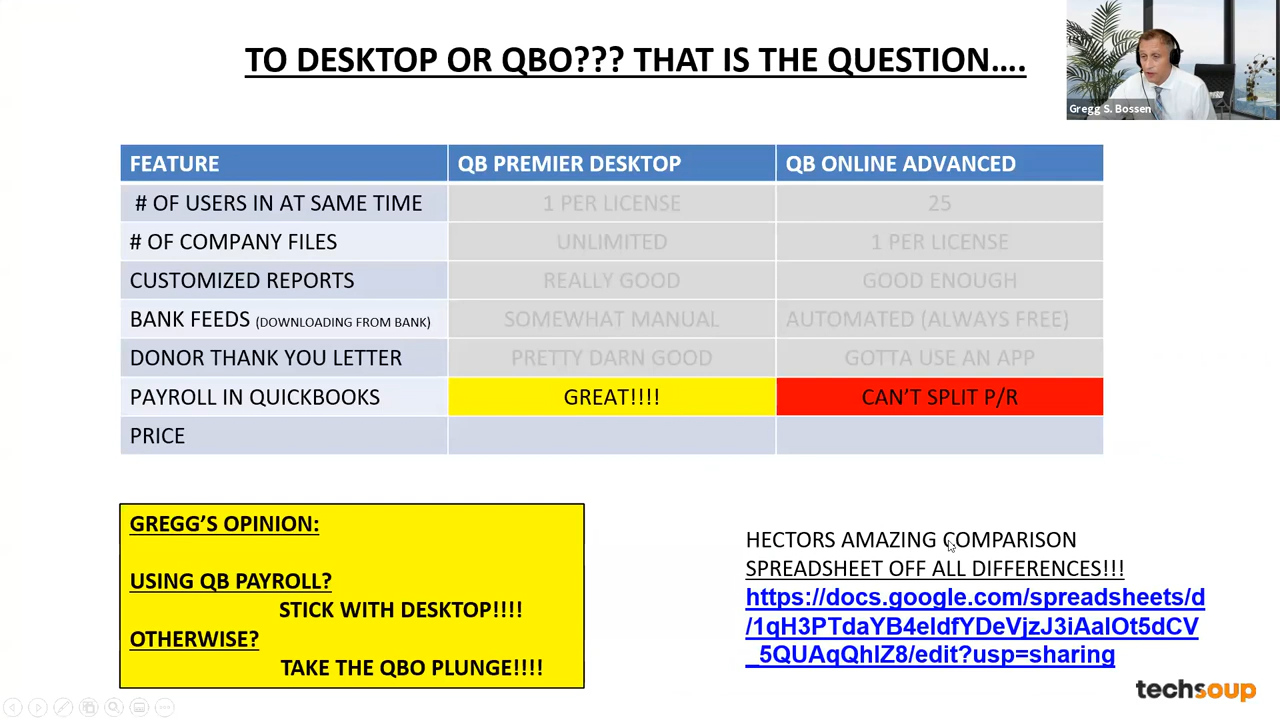 TO DESKTOP OR QBO??? THAT IS THE QUESTION….
Gregg S. Bossen
FEATURE QB PREMIER DESKTOP QB ONLINE ADVANCED
# OF USERS IN AT SAME TIME 1 PER LICENSE 25
# OF COMPANY FILES UNLIMITED 1 PER LICENSE
CUSTOMIZED REPORTS REALLY GOOD GOOD ENOUGH
BANK FEEDS (DOWNLOADING FROM BANK) SOMEWHAT MANUAL AUTOMATED (ALWAYS FREE)
DONOR THANK YOU LETTER PRETTY DARN GOOD GOTTA USE AN APP
PAYROLL IN QUICKBOOKS GREAT!!!! CAN'T SPLIT P/R
PRICE
GREGG'S OPINION:
USING QB PAYROLL?
STICK WITH DESKTOP!!!!
OTHERWISE?
TAKE THE QBO PLUNGE!!!!
HECTORS AMAZING COMPARISON
SPREADSHEET OFF ALL DIFFERENCES!!!
https://docs.google.com/spreadsheets/d
/1qH3PTdaYB4eIdfYDeVjzJ3iAaIOt5dCV
_5QUAqQhIZ8/edit?usp=sharing
techsoup